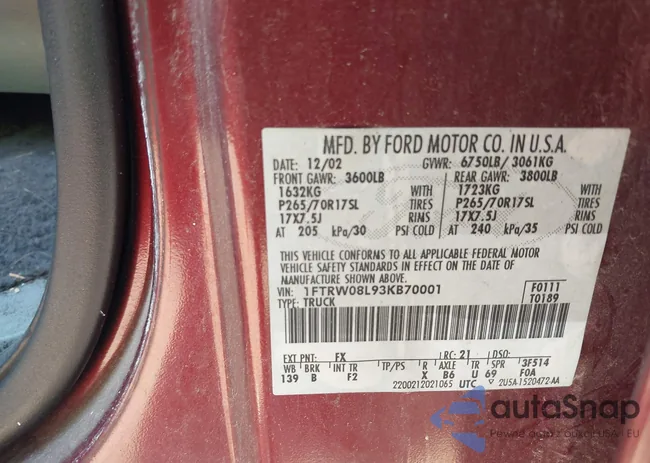 MFD. BY FORD MOTOR CO. IN U.S.A.
DATE: 12/02 GVWR: 6750LB/ 3061KG
FRONT GAWR: 3600LB REAR GAWR: 3800LB
1632KG WITH 1723KG WITH
P265/70R17SL TIRES P265/70R17SL TIRES
17X7.5J RIMS 17X7.5J RIMS
AT 205 kPa/30 PSI COLD AT 240 kPa/35 PSI COLD
THIS VEHICLE CONFORMS TO ALL APPLICABLE FEDERAL MOTOR
VEHICLE SAFETY STANDARDS IN EFFECT ON THE DATE OF
MANUFACTURE SHOWN ABOVE.
VIN: 1FTRW08L93KB70001 F0111
TYPE: TRUCK T0189
EXT PNT: FX RC: 21 DSO:
WB BRK INT TR TP/PS R AXLE TR SPR 3F514
139 B F2 X B6 U 69 F0A
2200212021065 UTC 2U5A-1520472-AA
autoSnap